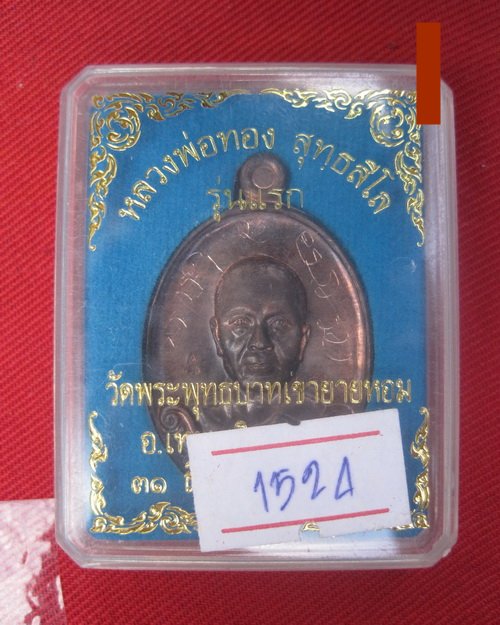 หลวงพ่อทอง สุทธสีโล
รุ่นแรก
วัดพระพุทธบาทเขายายหอม
อ.เท
๓๑
1524